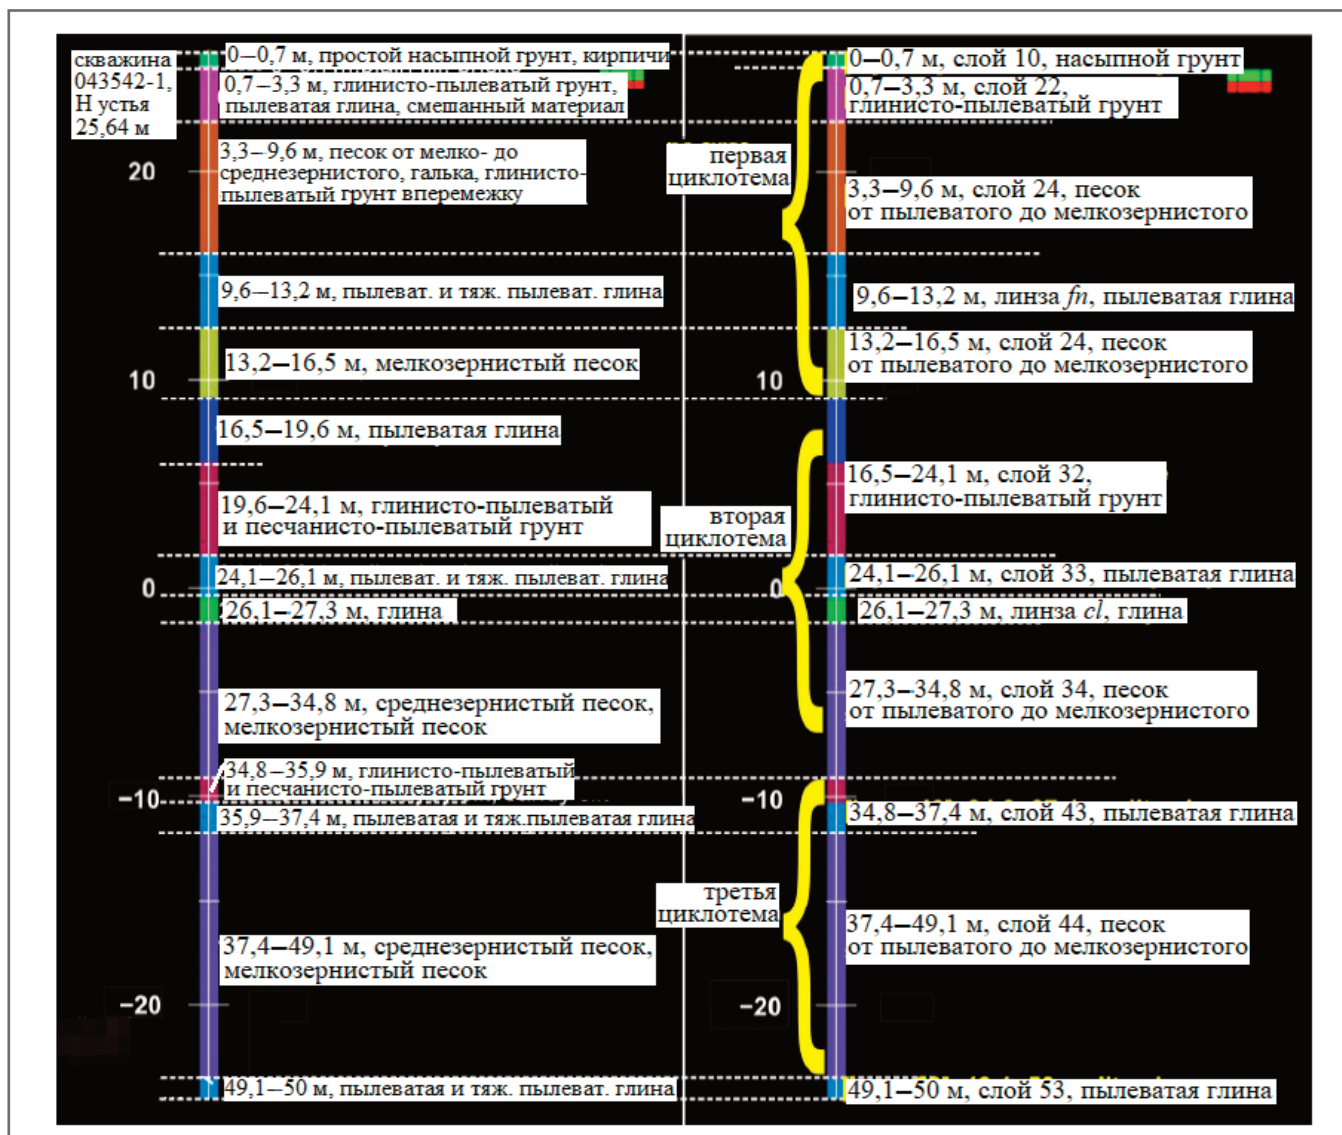 скважина
043542-1,
Н устья
25,64 м
0—0,7 м, простой насыпной грунт, кирпичи
0,7—3,3 м, глинисто-пылеватый грунт,
пылеватая глина, смешанный материал
20
3,3—9,6 м, песок от мелко- до
среднезернистого, галька, глинисто-
пылеватый грунт вперемежку
9,6—13,2 м, пылеват. и тяж. пылеват. глина
13,2—16,5 м, мелкозернистый песок
10
16,5—19,6 м, пылеватая глина
19,6—24,1 м, глинисто-пылеватый
и песчанисто-пылеватый грунт
24,1—26,1 м, пылеват. и тяж. пылеват. глина
0
26,1—27,3 м, глина
27,3—34,8 м, среднезернистый песок,
мелкозернистый песок
34,8—35,9 м, глинисто-пылеватый
и песчанисто-пылеватый грунт
−10
35,9—37,4 м, пылеватая и тяж.пылеватая глина
37,4—49,1 м, среднезернистый песок,
мелкозернистый песок
−20
49,1—50 м, пылеватая и тяж. пылеват. глина
0—0,7 м, слой 10, насыпной грунт
0,7—3,3 м, слой 22,
глинисто-пылеватый грунт
первая
циклотема
3,3—9,6 м, слой 24, песок
от пылеватого до мелкозернистого
9,6—13,2 м, линза fn, пылеватая глина
13,2—16,5 м, слой 24, песок
от пылеватого до мелкозернистого
10
16,5—24,1 м, слой 32,
глинисто-пылеватый грунт
вторая
циклотема
24,1—26,1 м, слой 33, пылеватая глина
0
26,1—27,3 м, линза cl, глина
27,3—34,8 м, слой 34, песок
от пылеватого до мелкозернистого
−10
34,8—37,4 м, слой 43, пылеватая глина
третья
циклотема
37,4—49,1 м, слой 44, песок
от пылеватого до мелкозернистого
−20
49,1—50 м, слой 53, пылеватая глина